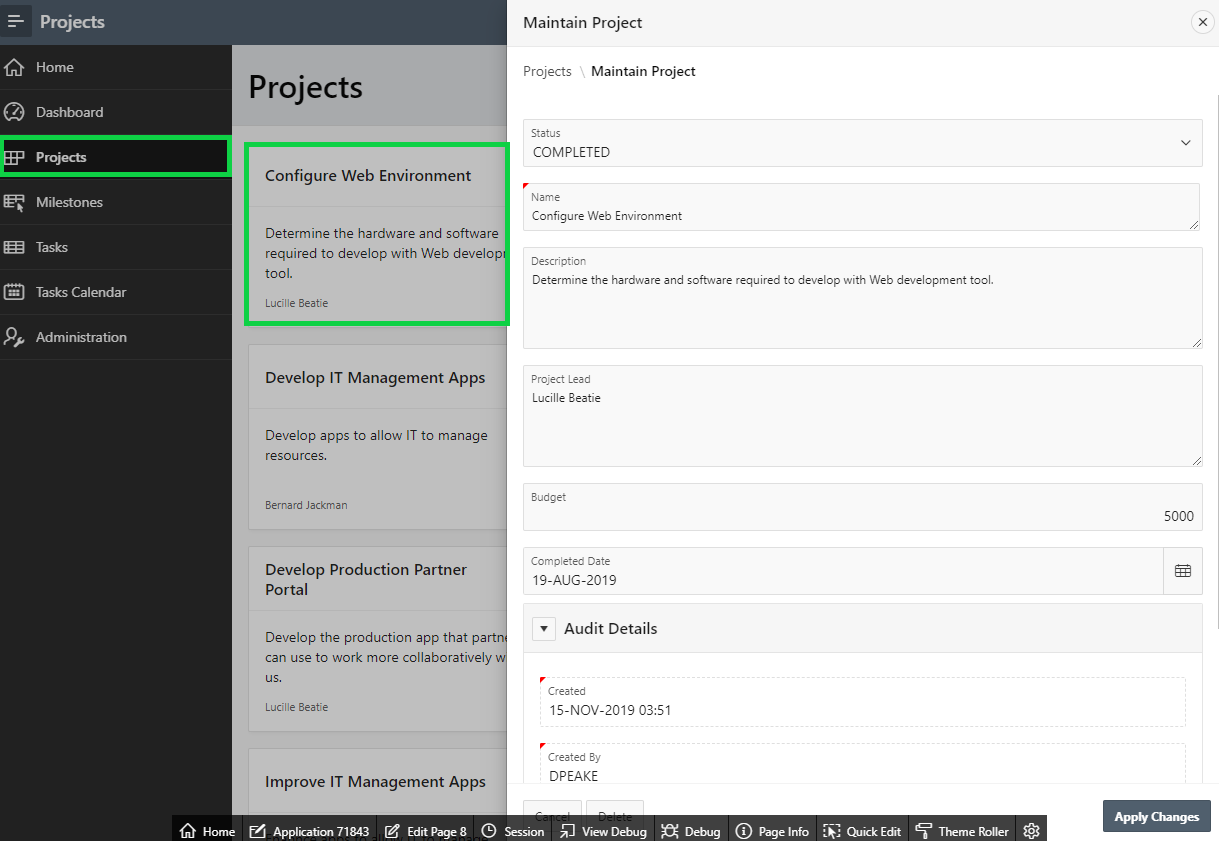 Projects
Home
Dashboard
Projects
Milestones
Tasks
Tasks Calendar
Administration
Projects
Configure Web Environment
Determine the hardware and software
required to develop with Web develop
tool.
Lucille Beatie
Develop IT Management Apps
Develop apps to allow IT to manage
resources.
Bernard Jackman
Develop Production Partner
Portal
Develop the production app that partne
can use to work more collaboratively w
us.
Lucille Beatie
Improve IT Management Apps
Maintain Project
Projects \ Maintain Project
Status
COMPLETED
Name
Configure Web Environment
Description
Determine the hardware and software required to develop with Web development tool.
Project Lead
Lucille Beatie
Budget
5000
Completed Date
19-AUG-2019
Audit Details
Created
15-NOV-2019 03:51
Created By
DPEAKE
Cancel
Delete
Apply Changes
Home
Application 71843
Edit Page 8
Session
View Debug
Debug
Page Info
Quick Edit
Theme Roller